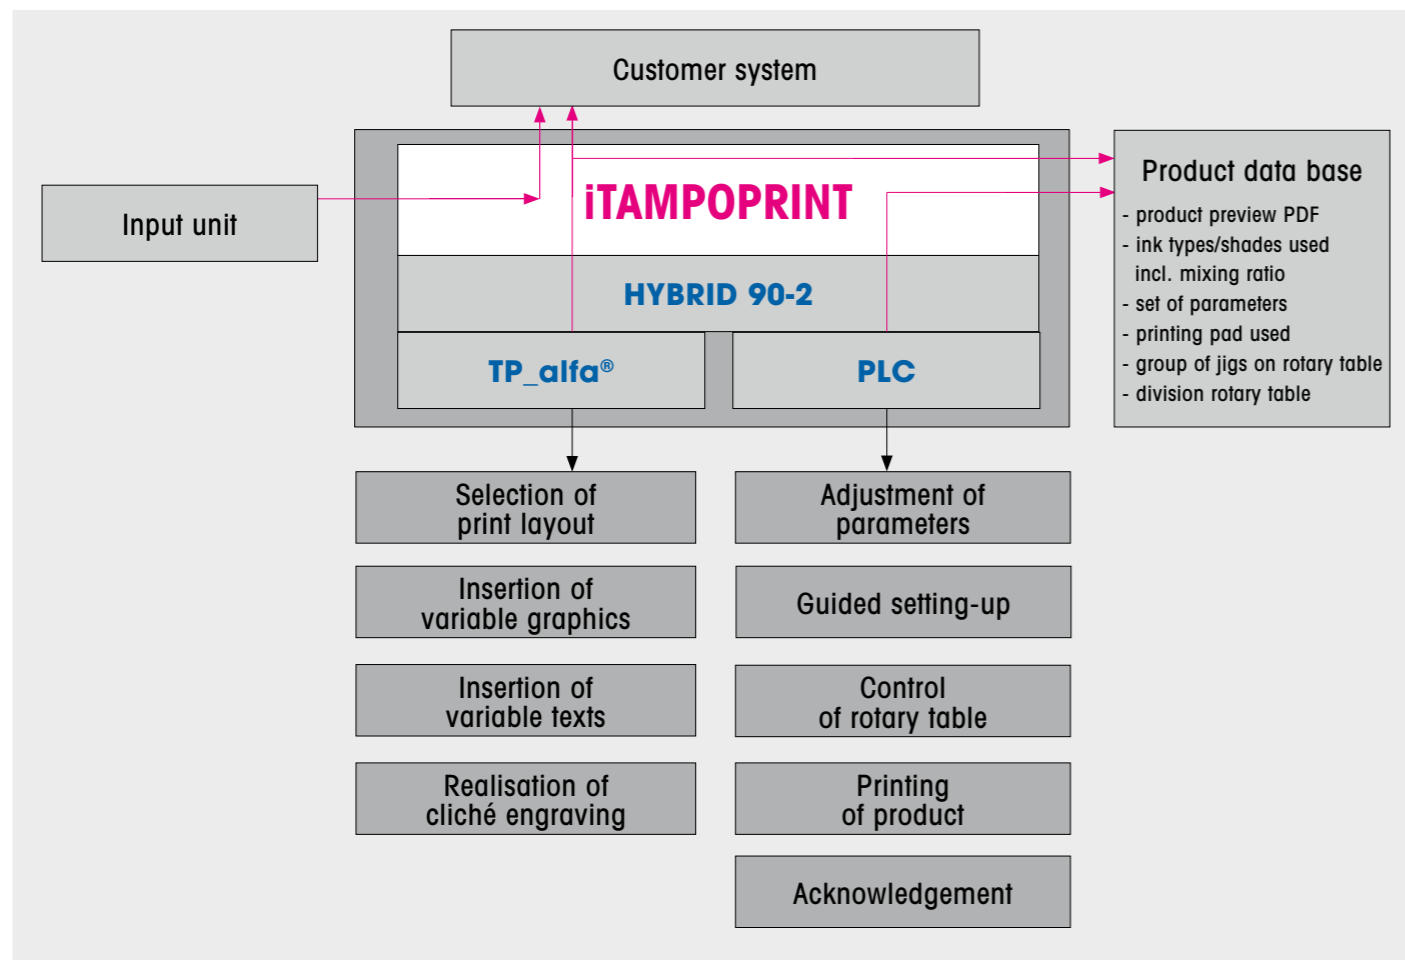 Customer system
Input unit
iTAMPOPRINT
HYBRID 90-2
TP_alfa®
PLC
Product data base
- product preview PDF
- ink types/shades used
incl. mixing ratio
- set of parameters
- printing pad used
- group of jigs on rotary table
- division rotary table
Selection of
print layout
Insertion of
variable graphics
Insertion of
variable texts
Realisation of
cliché engraving
Adjustment of
parameters
Guided setting-up
Control
of rotary table
Printing
of product
Acknowledgement